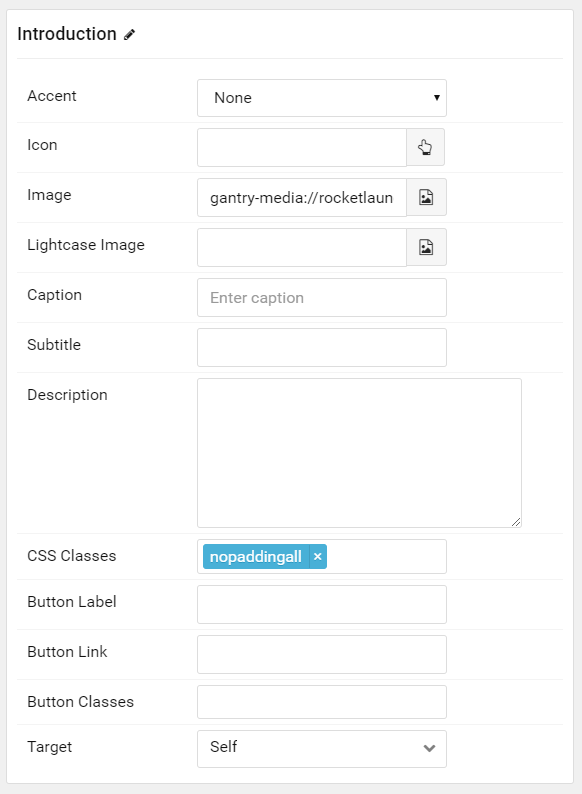 Introduction
Accent None
Icon
Image gantry-media://rocketlaun
Lightcase Image
Caption Enter caption
Subtitle
Description
CSS Classes nopaddingall ×
Button Label
Button Link
Button Classes
Target Self